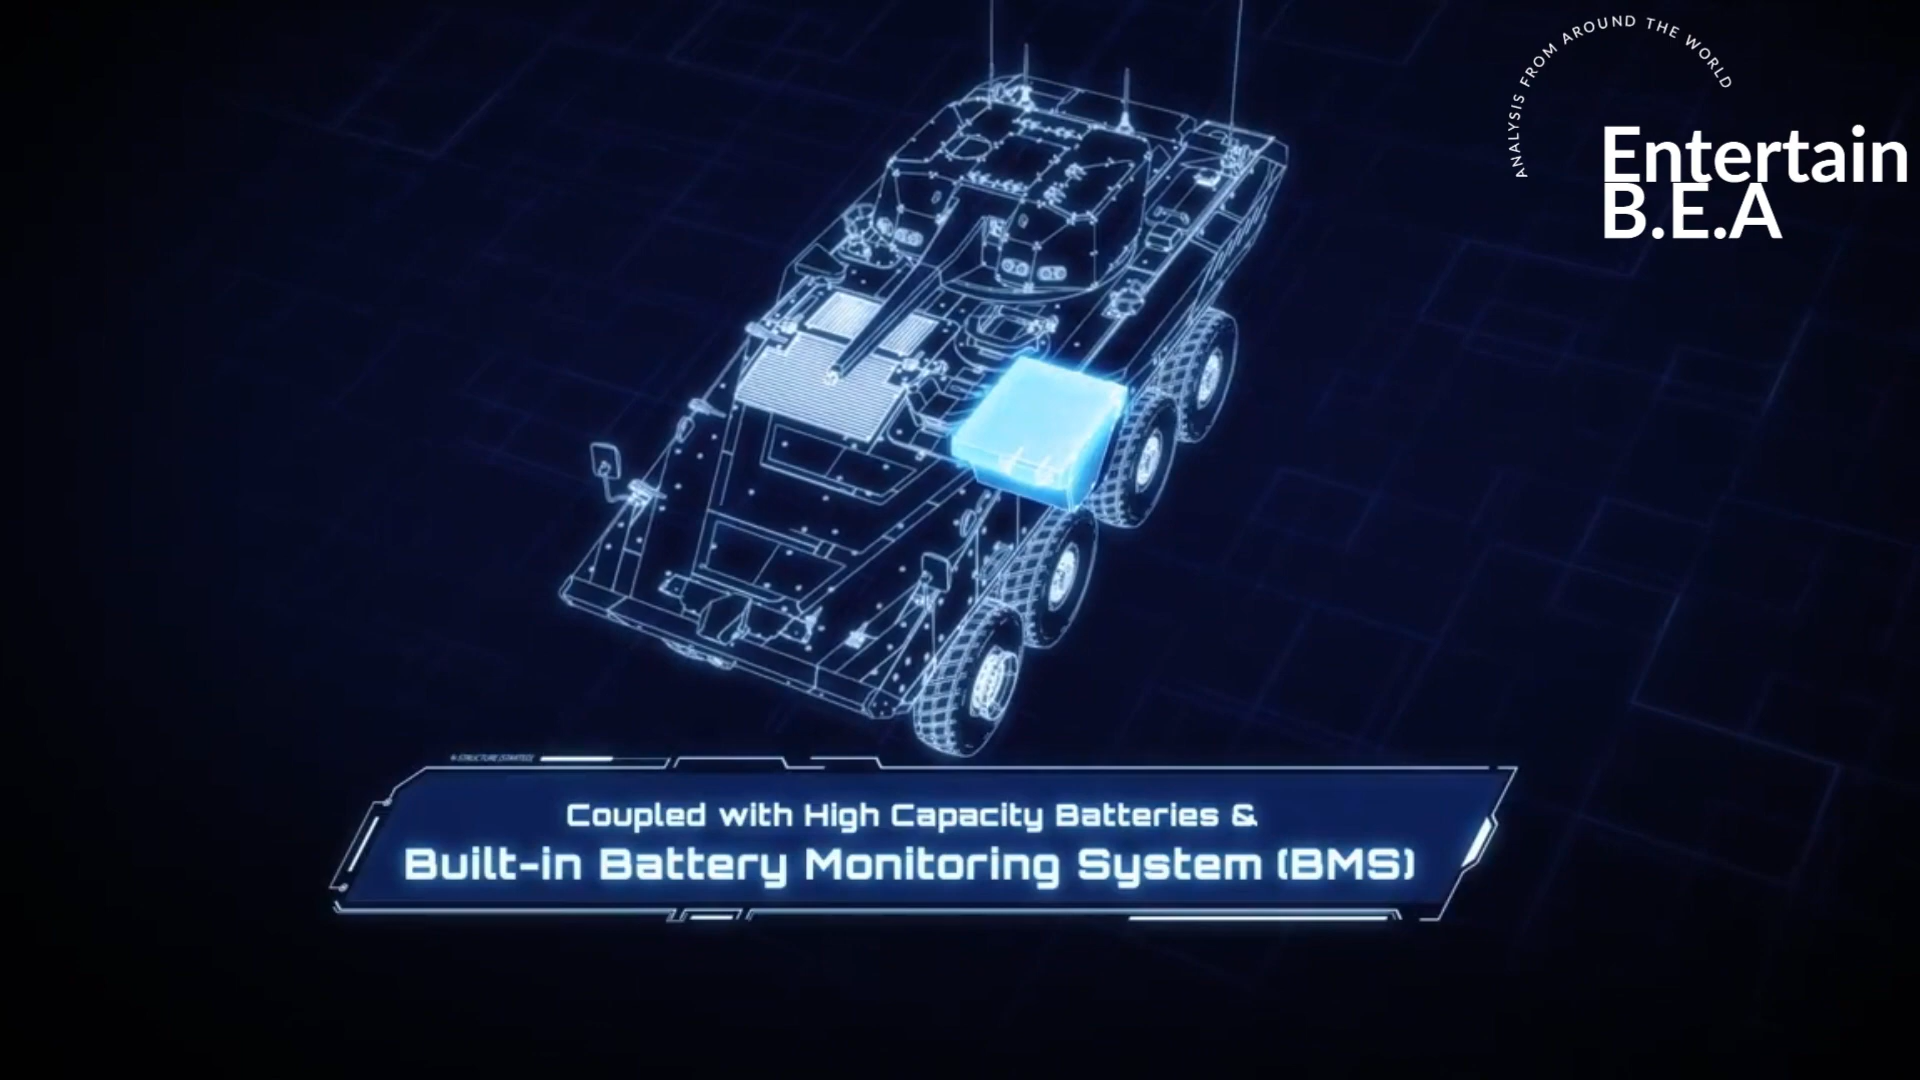 ANALYSIS FROM AROUND THE WORLD
Entertain
B.E.A
Coupled with High Capacity Batteries &
Built-in Battery Monitoring System (BMS)